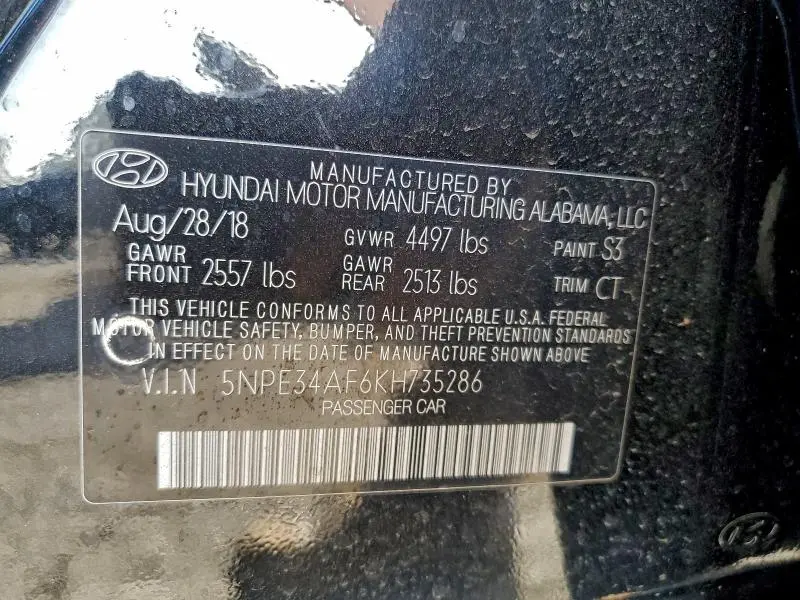 MANUFACTURED BY
HYUNDAI MOTOR MANUFACTURING ALABAMA, LLC
Aug/28/18 GVWR 4497 lbs PAINT S3
GAWR FRONT 2557 lbs GAWR REAR 2513 lbs TRIM CT
THIS VEHICLE CONFORMS TO ALL APPLICABLE U.S.A. FEDERAL
MOTOR VEHICLE SAFETY, BUMPER, AND THEFT PREVENTION STANDARDS
IN EFFECT ON THE DATE OF MANUFACTURE SHOWN ABOVE
V.I.N 5NPE34AF6KH735286
PASSENGER CAR